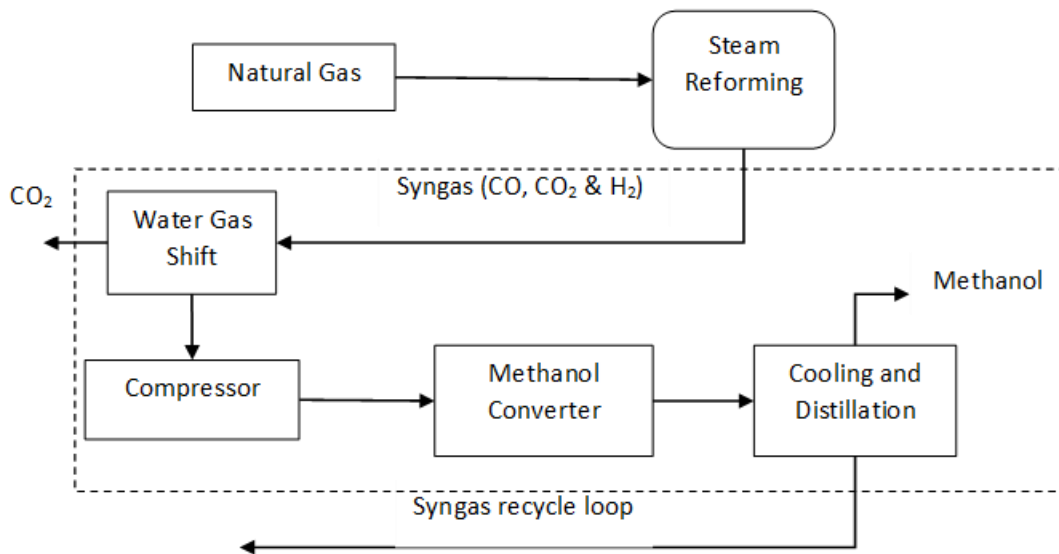 Natural Gas
Steam
Reforming
Syngas (CO, CO₂ & H₂)
CO₂
Water Gas
Shift
Methanol
Compressor
Methanol
Converter
Cooling and
Distillation
Syngas recycle loop